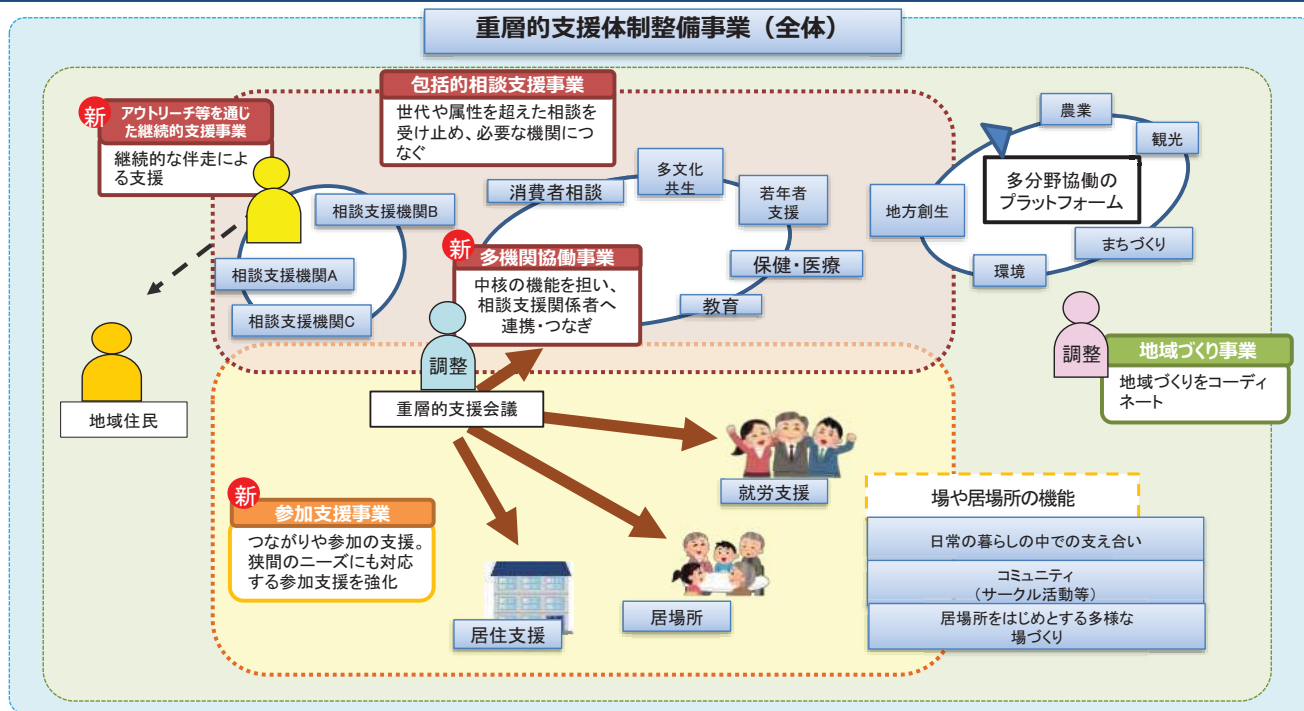 重層的支援体制整備事業（全体）
包括的相談支援事業
世代や属性を超えた相談を
受け止め、必要な機関につ
なぐ
新
アウトリーチ等を通じ
た継続的支援事業
継続的な伴走によ
る支援
相談支援機関B
相談支援機関A
相談支援機関C
地域住民
消費者相談
多文化
共生
若年者
支援
保健・医療
教育
新
多機関協働事業
中核の機能を担い、
相談支援関係者へ
連携・つなぎ
調整
重層的支援会議
農業
観光
多分野協働の
プラットフォーム
地方創生
まちづくり
環境
調整
地域づくり事業
地域づくりをコーディ
ネート
新
参加支援事業
つながりや参加の支援。
狭間のニーズにも対応
する参加支援を強化
就労支援
居場所
居住支援
場や居場所の機能
日常の暮らしの中での支え合い
コミュニティ
（サークル活動等）
居場所をはじめとする多様な
場づくり